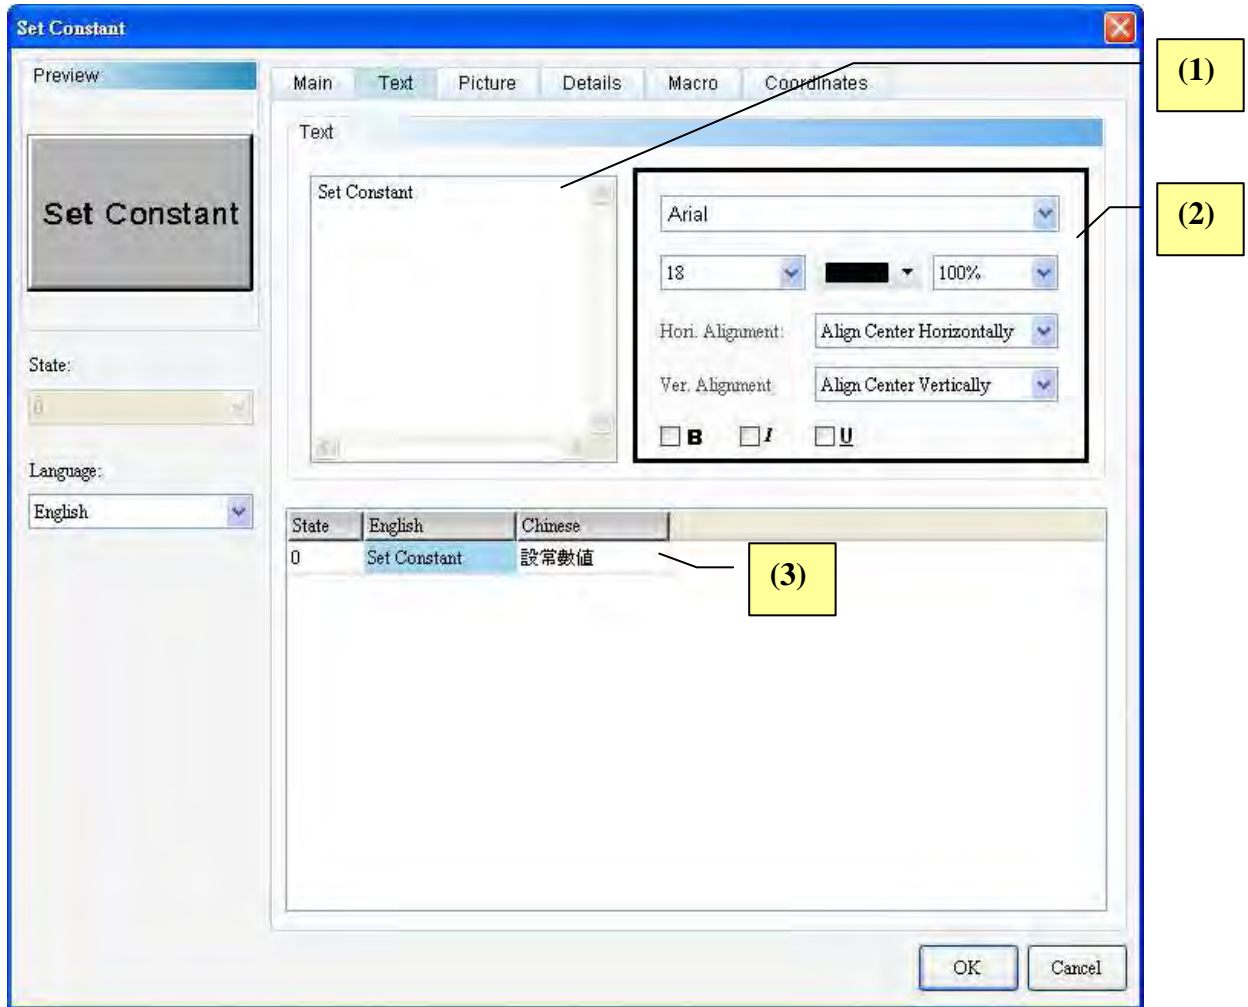 Set Constant
Preview
Set Constant
State:
0
Language:
English
Main Text Picture Details Macro Coordinates
Text
Set Constant
Arial
18 100%
Hori. Alignment: Align Center Horizontally
Ver. Alignment Align Center Vertically
B I U
State English Chinese
0 Set Constant 設常數值
OK Cancel
(1)
(2)
(3)